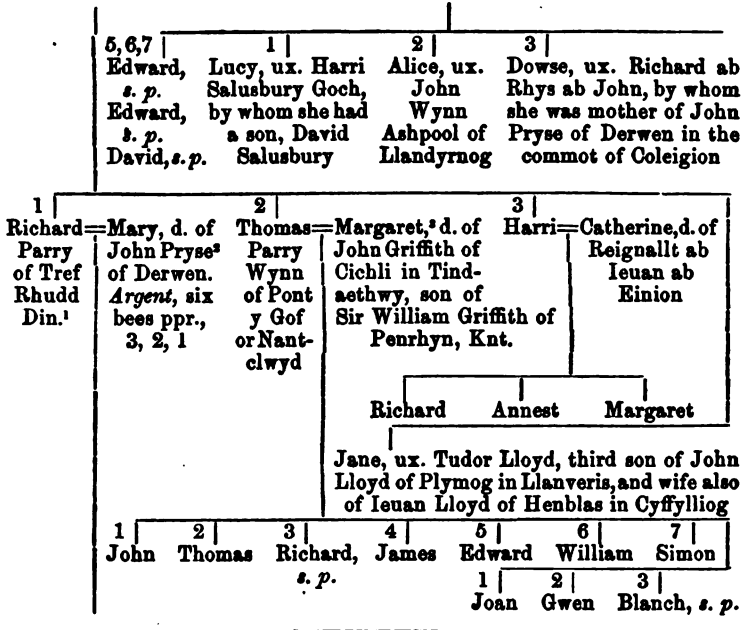 5,6,7 1 2 3
Edward, Lucy, ux. Harri Alice, ux. Dowse, ux. Richard ab
s. p. Salusbury Goch, John Rhys ab John, by whom
Edward, by whom she had Wynn she was mother of John
s. p. a son, David Ashpool of Pryse of Derwen in the
David, s. p. Salusbury Llandyrnog commot of Coleigion
1 2 3
Richard=Mary, d. of Thomas=Margaret,² d. of Harri=Catherine, d. of
Parry John Pryse² Parry John Griffith of Reignallt ab
of Tref of Derwen. Wynn Cichli in Tind- Ieuan ab
Rhudd Argent, six of Pont aethwy, son of Einion
Din.¹ bees ppr., y Gof Sir William Griffith of
3, 2, 1 or Nant- Penrhyn, Knt.
clwyd
Richard Annest Margaret
Jane, ux. Tudor Lloyd, third son of John
Lloyd of Plymog in Llanveris, and wife also
of Ieuan Lloyd of Henblas in Cyffylliog
1 2 3 4 5 6 7
John Thomas Richard, James Edward William Simon
s. p.
1 2 3
Joan Gwen Blanch, s. p.